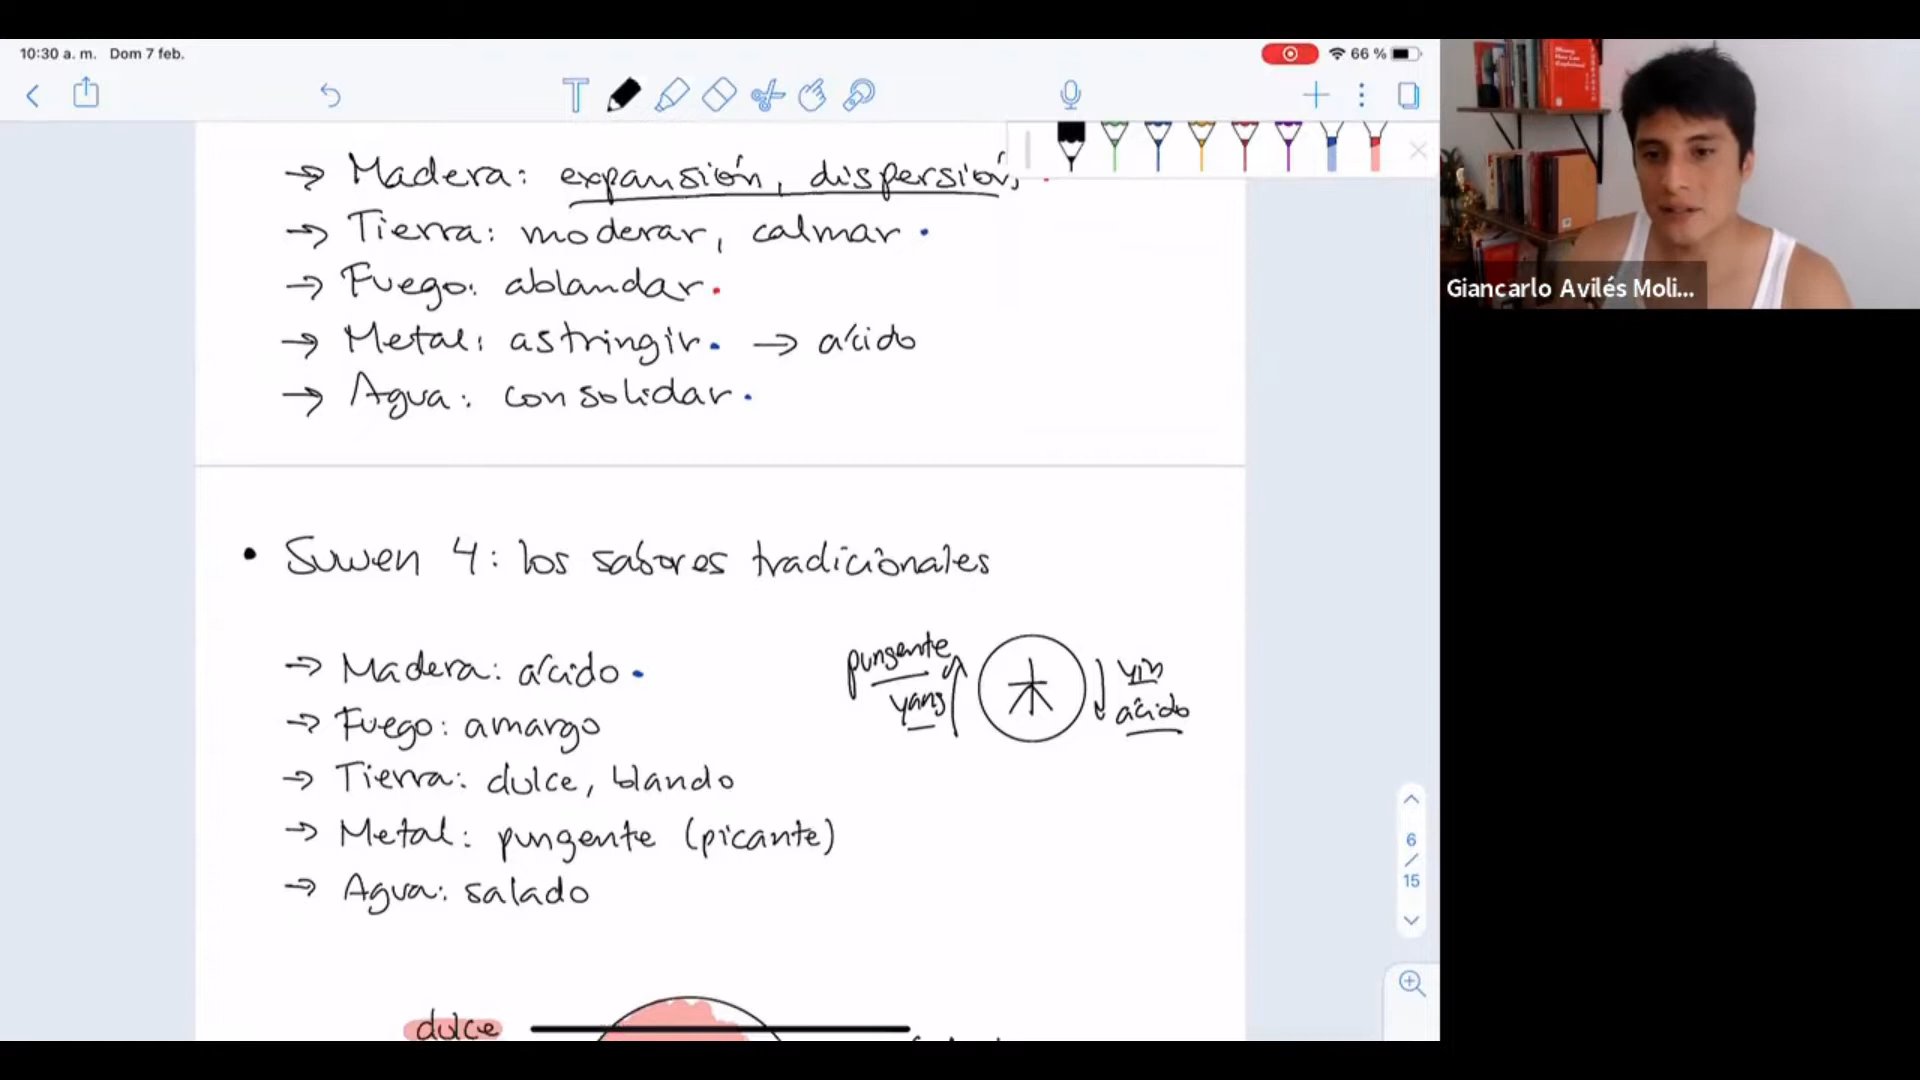 10:30 a. m. Dom 7 feb.
66 %
T
→ Madera: expansión, dispersión,
→ Tierra: moderar, calmar
→ Fuego: ablandar
→ Metal: astringir → ácido
→ Agua: consolidar
Giancarlo Avilés Moli...
• Suwen 4: los sabores tradicionales
→ Madera: ácido
→ Fuego: amargo
→ Tierra: dulce, blando
→ Metal: pungente (picante)
→ Agua: salado
pungente
yang
木
yin
ácido
6
/
15
dulce